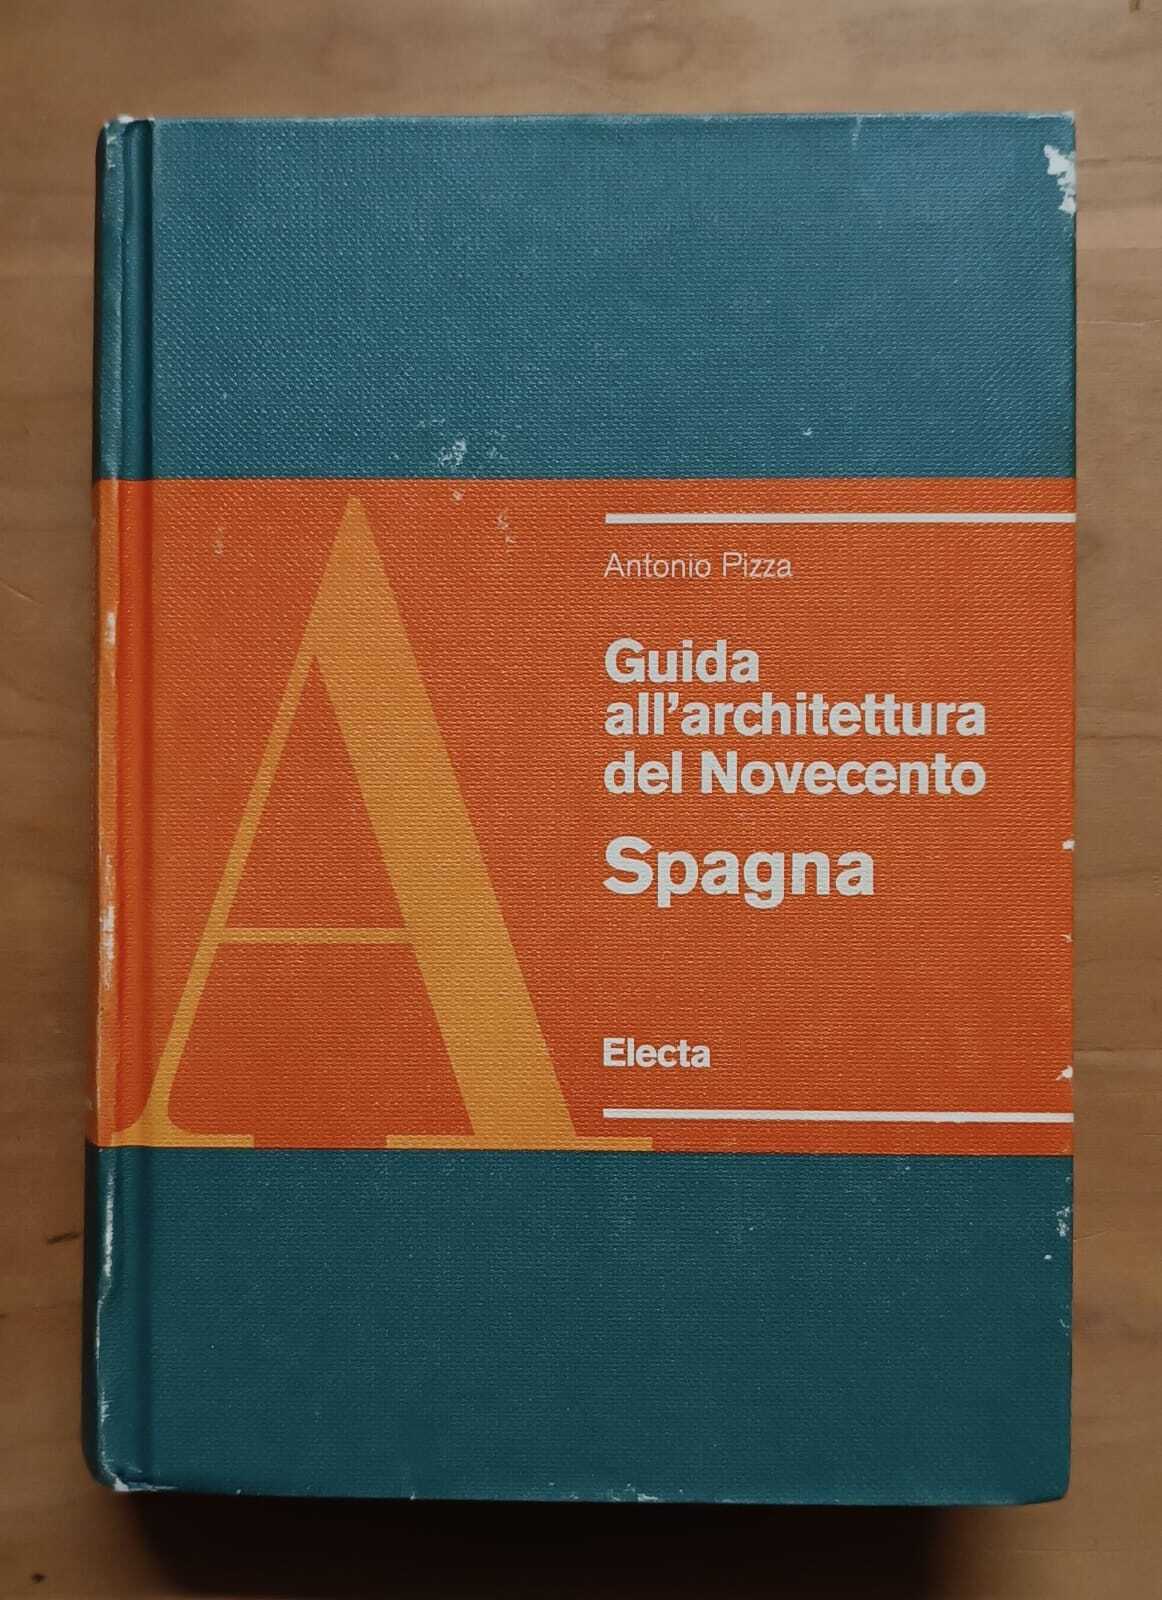 A
Antonio Pizza
Guida
all'architettura
del Novecento
Spagna
Electa